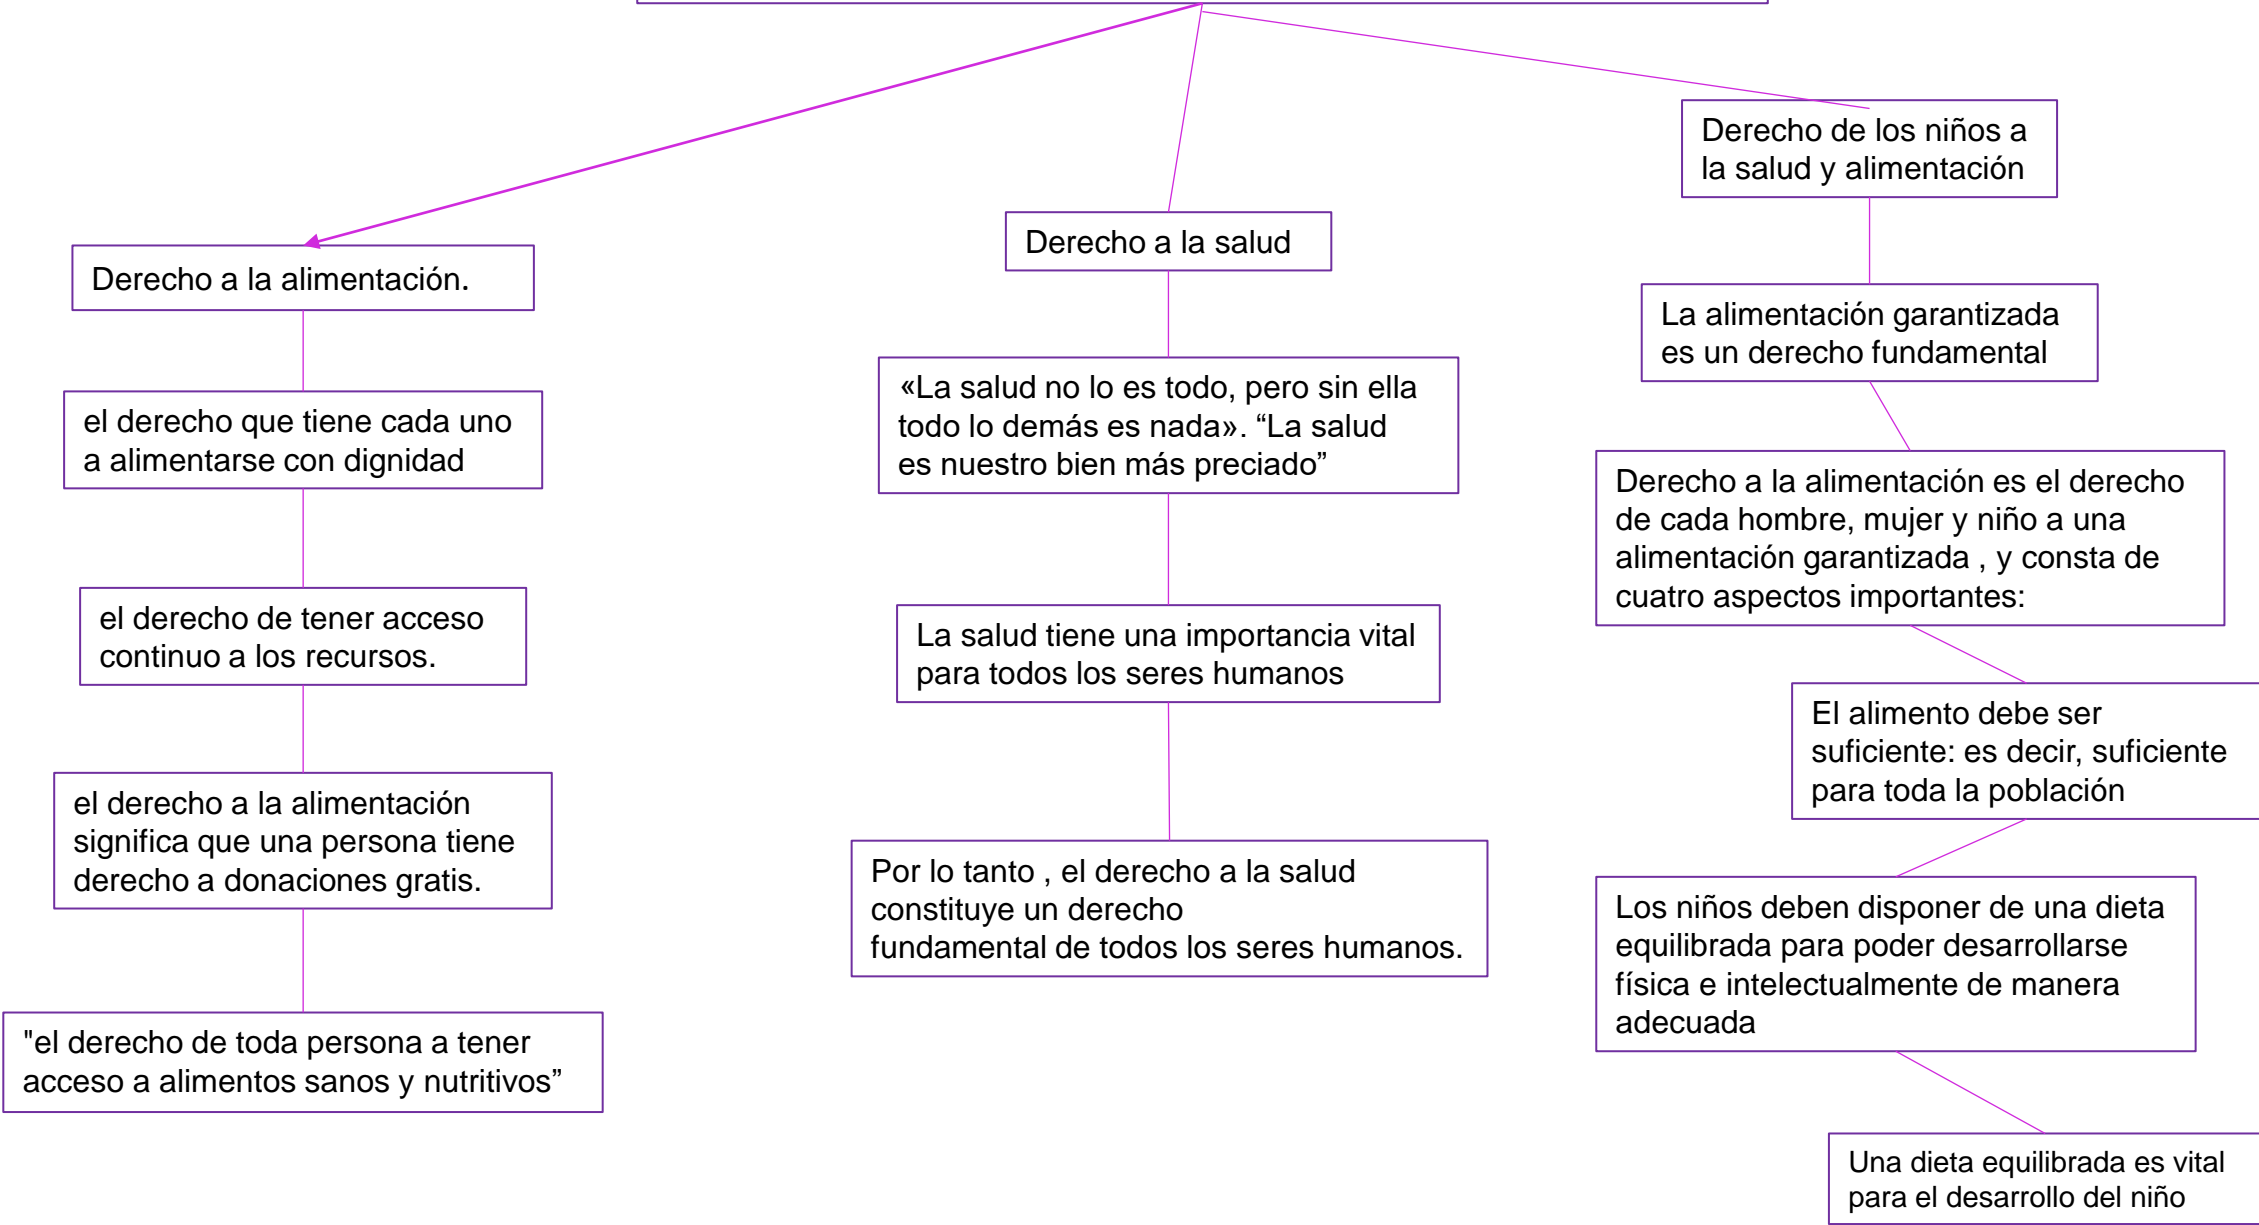 Derecho a la alimentación.
el derecho que tiene cada uno
a alimentarse con dignidad
el derecho de tener acceso
continuo a los recursos.
el derecho a la alimentación
significa que una persona tiene
derecho a donaciones gratis.
"el derecho de toda persona a tener
acceso a alimentos sanos y nutritivos”
Derecho a la salud
«La salud no lo es todo, pero sin ella
todo lo demás es nada». “La salud
es nuestro bien más preciado”
La salud tiene una importancia vital
para todos los seres humanos
Por lo tanto , el derecho a la salud
constituye un derecho
fundamental de todos los seres humanos.
Derecho de los niños a
la salud y alimentación
La alimentación garantizada
es un derecho fundamental
Derecho a la alimentación es el derecho
de cada hombre, mujer y niño a una
alimentación garantizada , y consta de
cuatro aspectos importantes:
El alimento debe ser
suficiente: es decir, suficiente
para toda la población
Los niños deben disponer de una dieta
equilibrada para poder desarrollarse
física e intelectualmente de manera
adecuada
Una dieta equilibrada es vital
para el desarrollo del niño